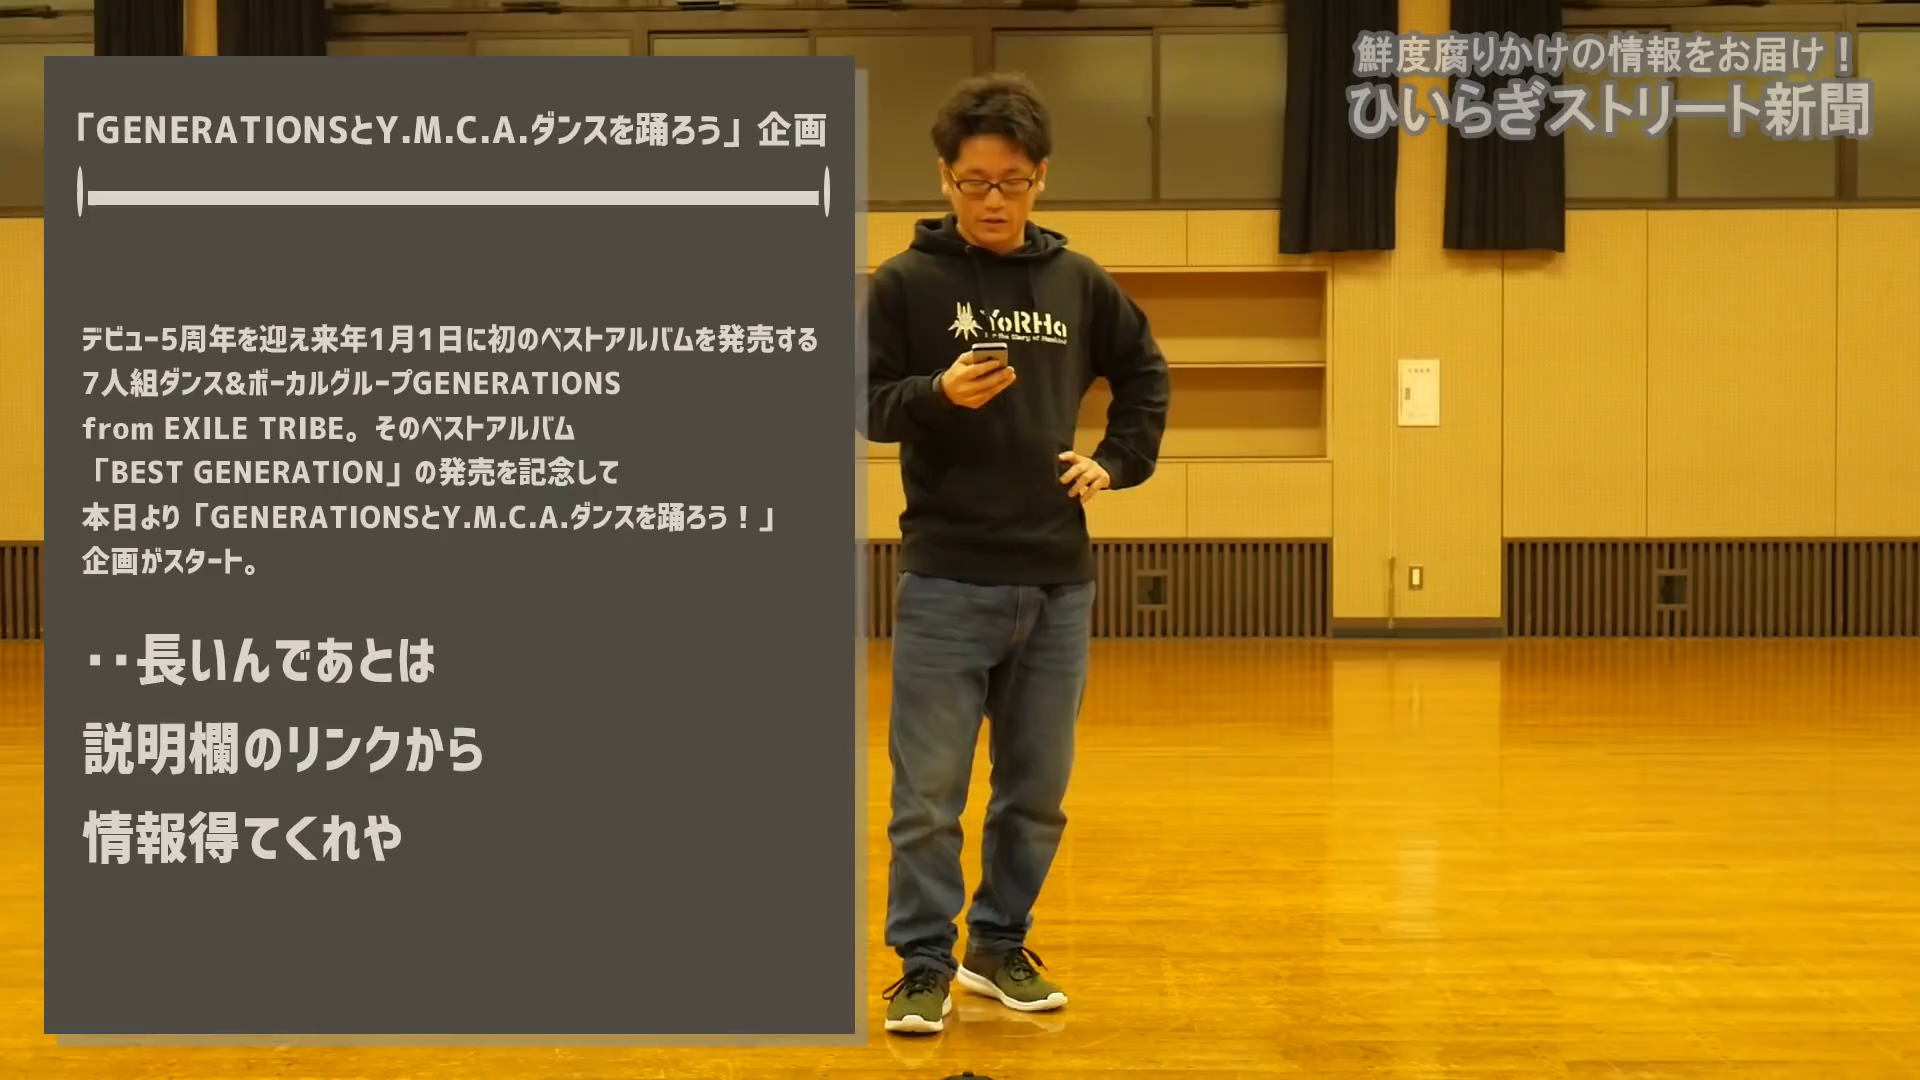 鮮度腐りかけの情報をお届け！
ひいらぎストリート新聞
「GENERATIONSとY.M.C.A.ダンスを踊ろう」企画
デビュー5周年を迎え来年1月1日に初のベストアルバムを発売する
7人組ダンス&ボーカルグループGENERATIONS
from EXILE TRIBE。そのベストアルバム
「BEST GENERATION」の発売を記念して
本日より「GENERATIONSとY.M.C.A.ダンスを踊ろう！」
企画がスタート。
・・長いんであとは
説明欄のリンクから
情報得てくれや
YoRHa